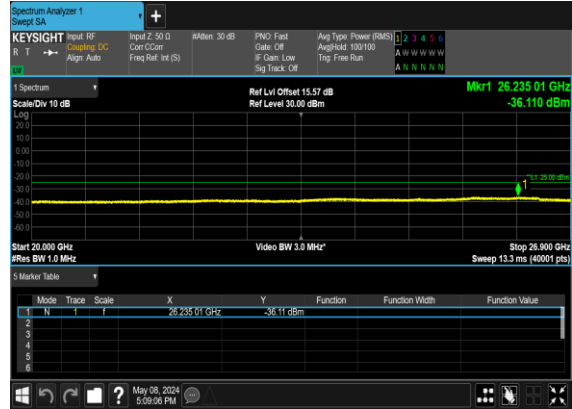 Spectrum Analyzer 1
Swept SA
+
KEYSIGHT
R T
Input: RF
Coupling: DC
Align: Auto
Input Z: 50 Ω
Corr CCorr
Freq Ref: Int (S)
#Atten: 30 dB
PNO: Fast
Gate: Off
IF Gain: Low
Sig Track: Off
Avg Type: Power (RMS)
Avg|Hold: 100/100
Trig: Free Run
1 2 3 4 5 6
A W W W W W
A N N N N N
1 Spectrum
Scale/Div 10 dB
Ref Lvl Offset 15.57 dB
Ref Level 30.00 dBm
Mkr1 26.235 01 GHz
-36.110 dBm
Log
20.0
10.0
0.00
-10.0
-20.0
-30.0
-40.0
-50.0
-60.0
1
Start 20.000 GHz
#Res BW 1.0 MHz
Video BW 3.0 MHz*
Stop 26.900 GHz
Sweep 13.3 ms (40001 pts)
5 Marker Table
Mode Trace Scale X Y Function Function Width Function Value
1 N 1 f 26.235 01 GHz -36.11 dBm
2
3
4
5
6
?
May 08, 2024
5:09:06 PM